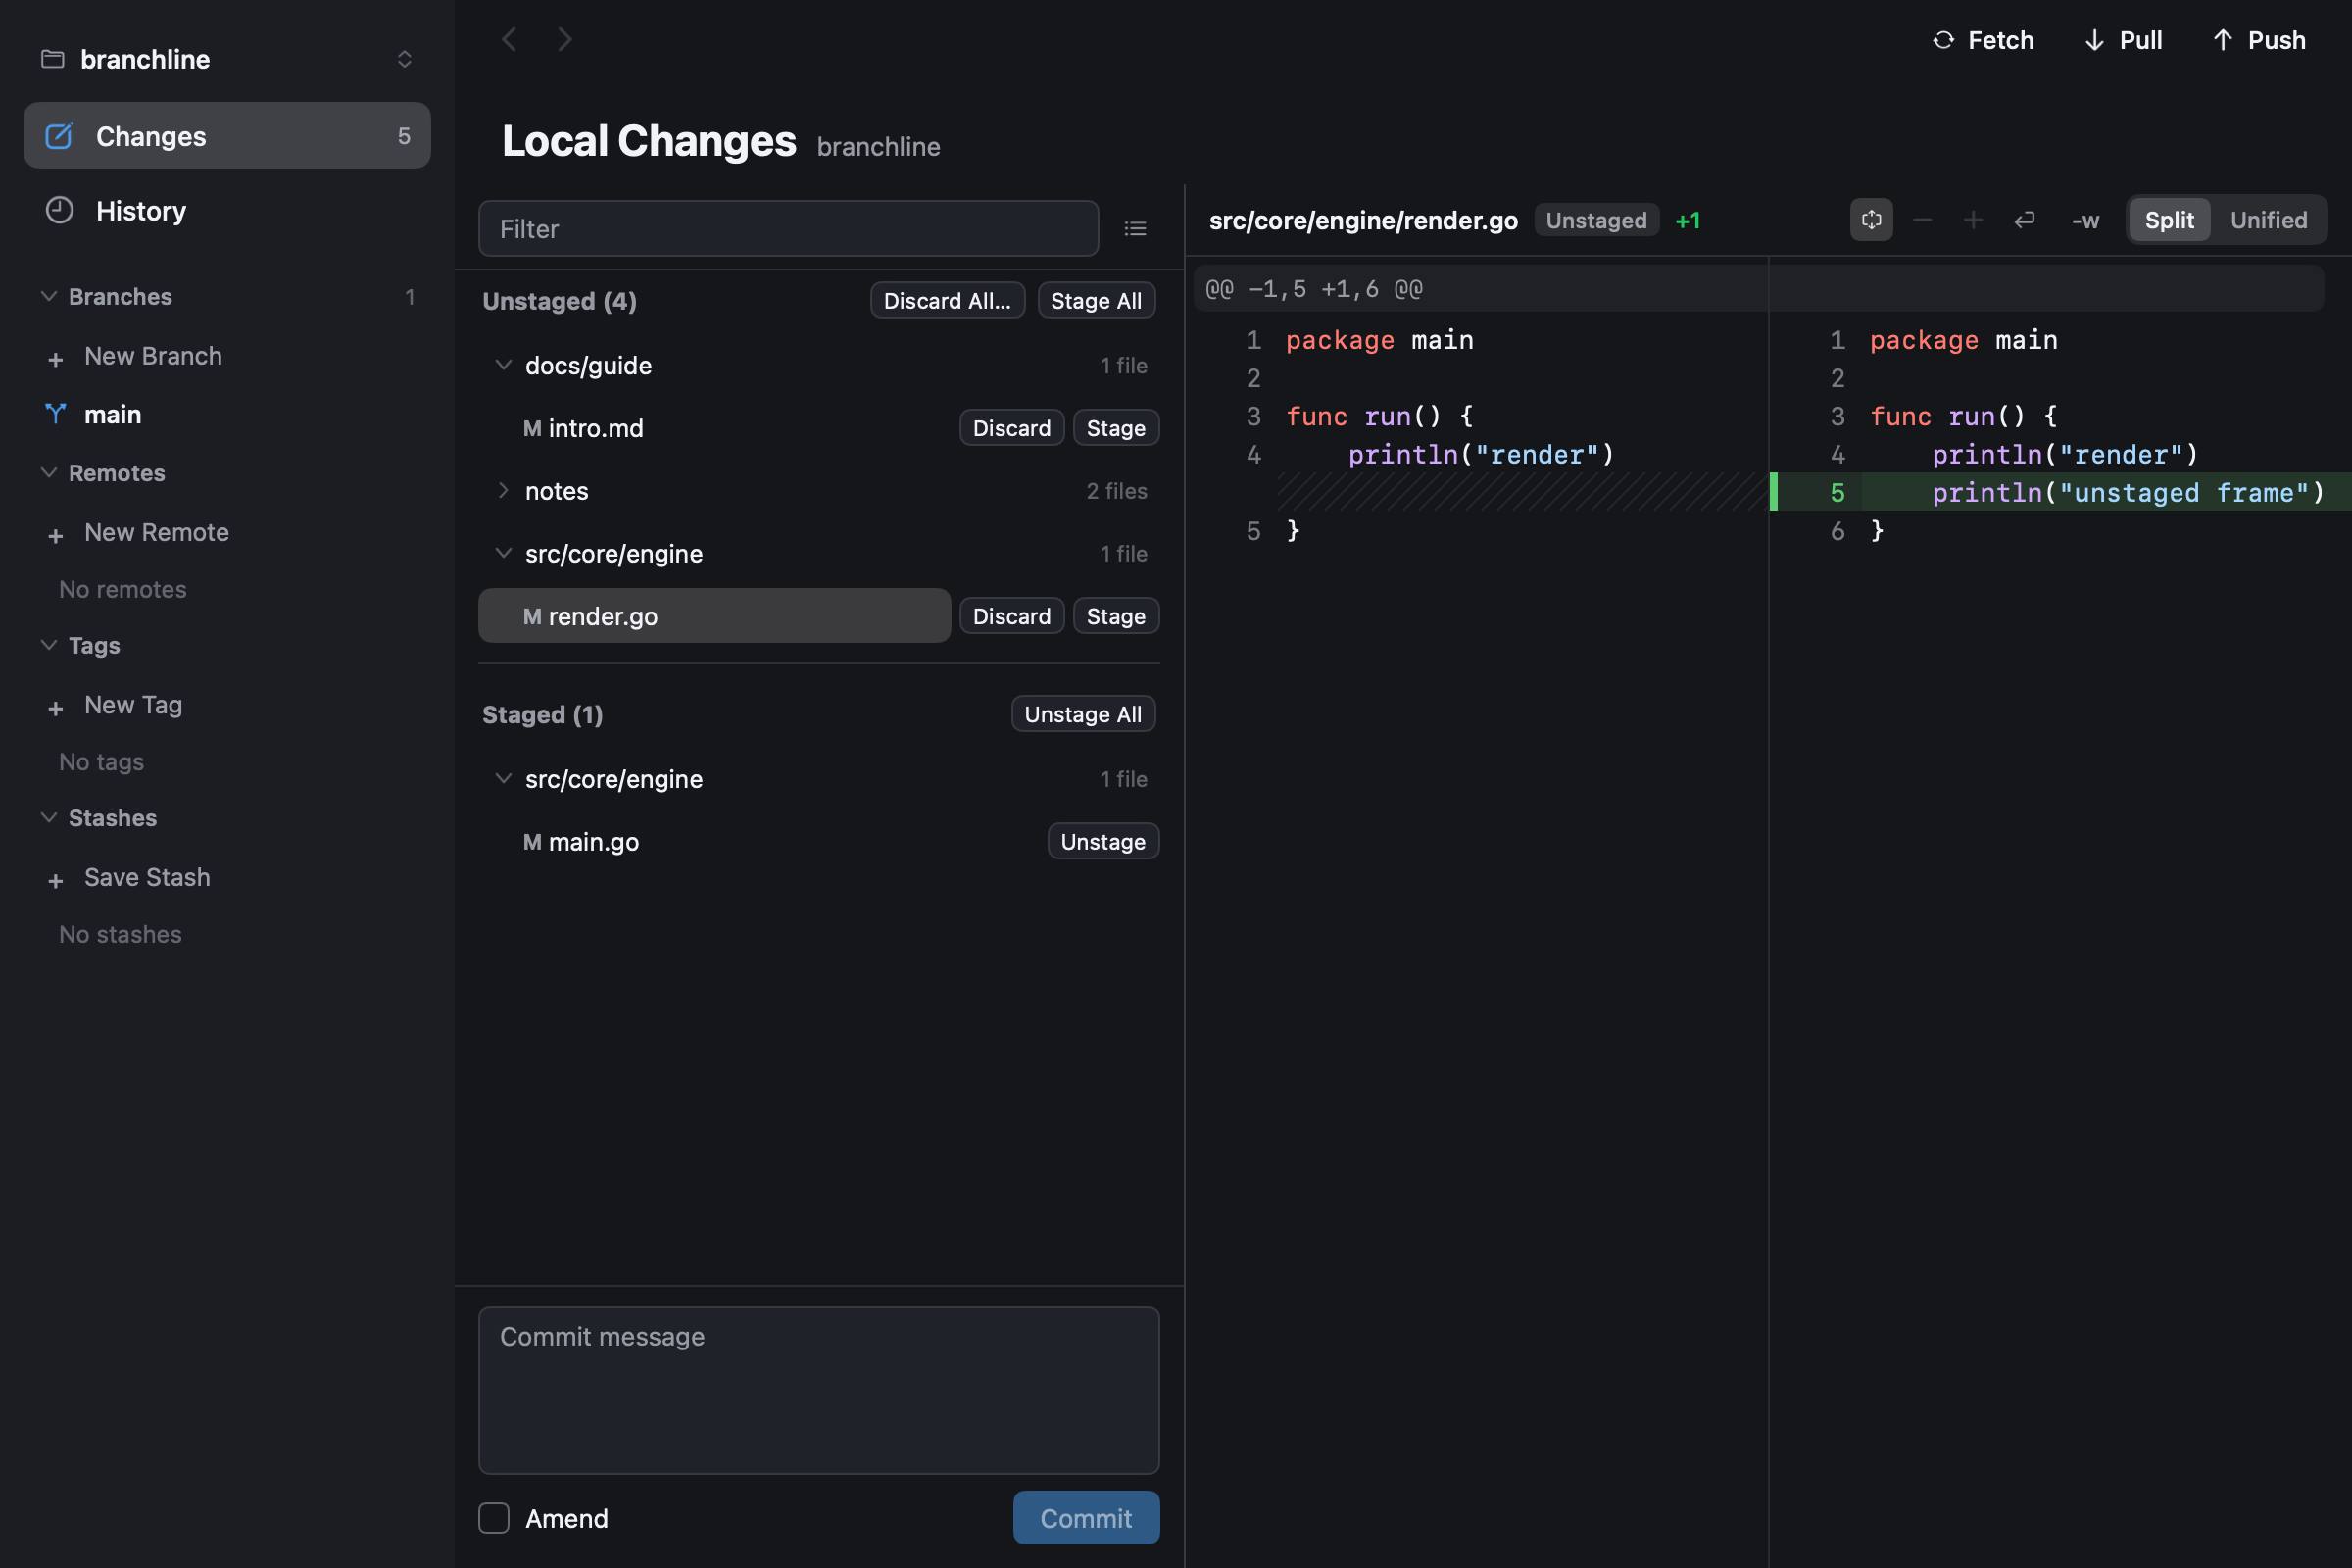 branchline
Changes 5
History
Branches 1
New Branch
main
Remotes
New Remote
No remotes
Tags
New Tag
No tags
Stashes
Save Stash
No stashes
Fetch Pull Push
Local Changes branchline
Filter
Unstaged (4) Discard All... Stage All
docs/guide 1 file
M intro.md Discard Stage
notes 2 files
src/core/engine 1 file
M render.go Discard Stage
Staged (1) Unstage All
src/core/engine 1 file
M main.go Unstage
Commit message
Amend Commit
src/core/engine/render.go Unstaged +1 -w Split Unified
@@ -1,5 +1,6 @@
1 package main
2
3 func run() {
4     println("render")
5 }
1 package main
2
3 func run() {
4     println("render")
5     println("unstaged frame")
6 }